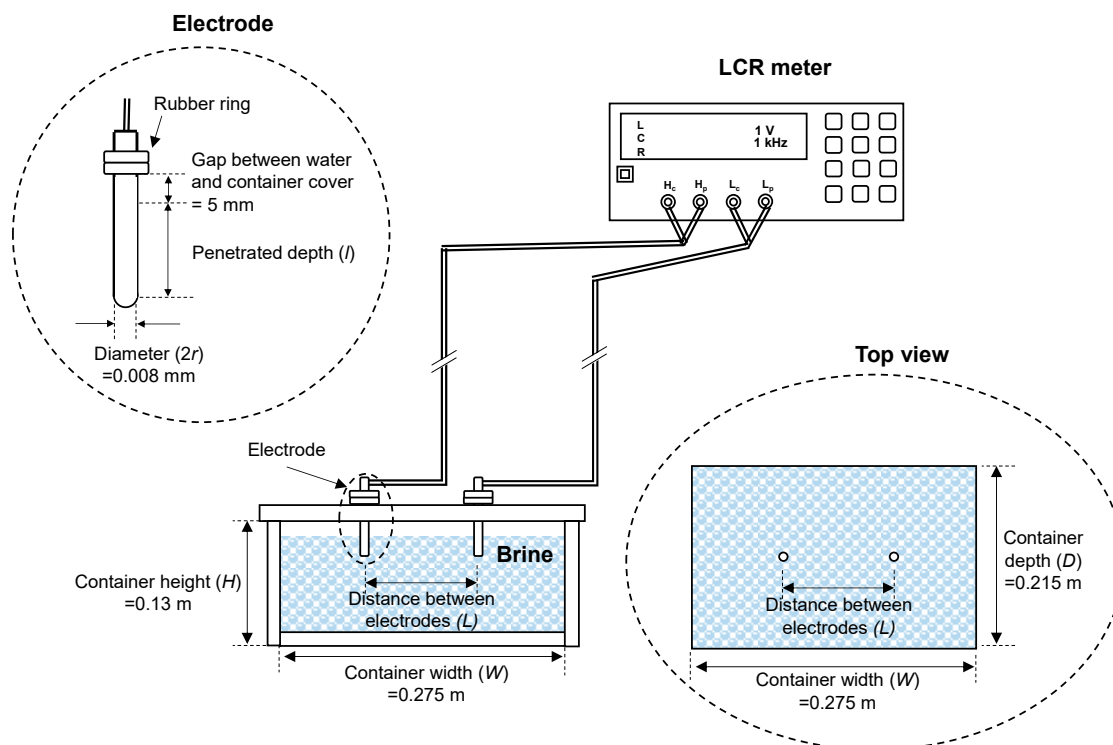 Electrode
Rubber ring
Gap between water
and container cover
= 5 mm
Penetrated depth (l)
Diameter (2r)
=0.008 mm
LCR meter
L
C
R
1 V
1 kHz
Hc
Hp
Lc
Lp
Electrode
Brine
Container height (H)
=0.13 m
Distance between
electrodes (L)
Container width (W)
=0.275 m
Top view
Distance between
electrodes (L)
Container
depth (D)
=0.215 m
Container width (W)
=0.275 m